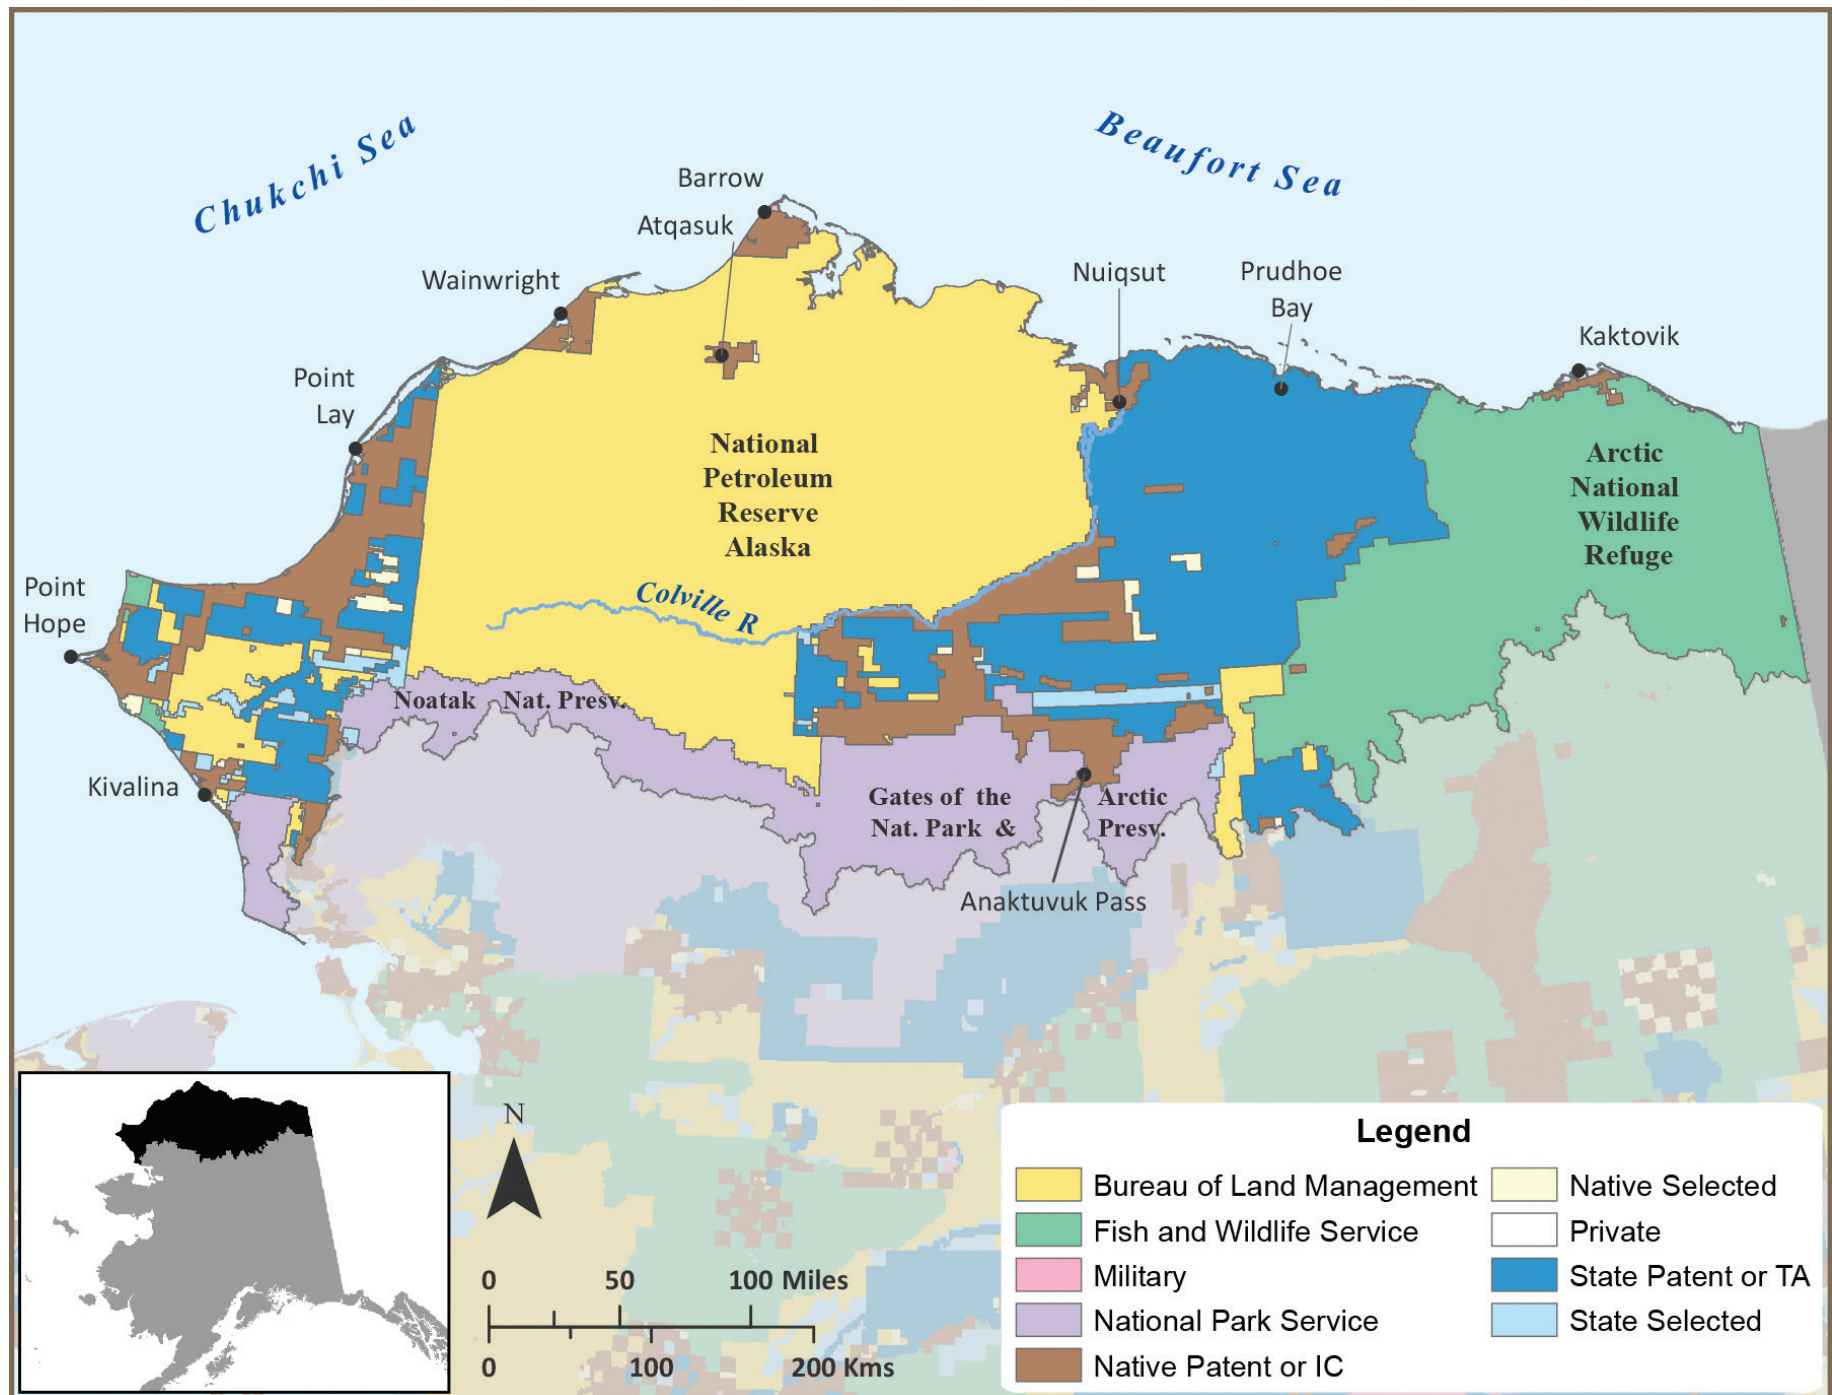 Chukchi Sea
Beaufort Sea
Barrow
Atqasuk
Wainwright
Nuiqsut
Prudhoe
Bay
Kaktovik
Point
Lay
National
Petroleum
Reserve
Alaska
Arctic
National
Wildlife
Refuge
Point
Hope
Colville R
Noatak Nat. Presv.
Kivalina
Gates of the
Nat. Park &
Arctic
Presv.
Anaktuvuk Pass
N
0 50 100 Miles
0 100 200 Kms
Legend
Bureau of Land Management
Fish and Wildlife Service
Military
National Park Service
Native Patent or IC
Native Selected
Private
State Patent or TA
State Selected